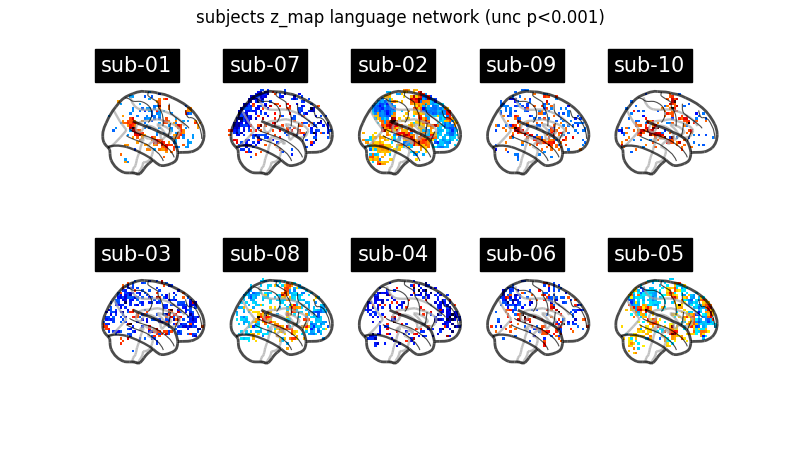 subjects z_map language network (unc p<0.001)
sub-01
sub-07
sub-02
sub-09
sub-10
sub-03
sub-08
sub-04
sub-06
sub-05